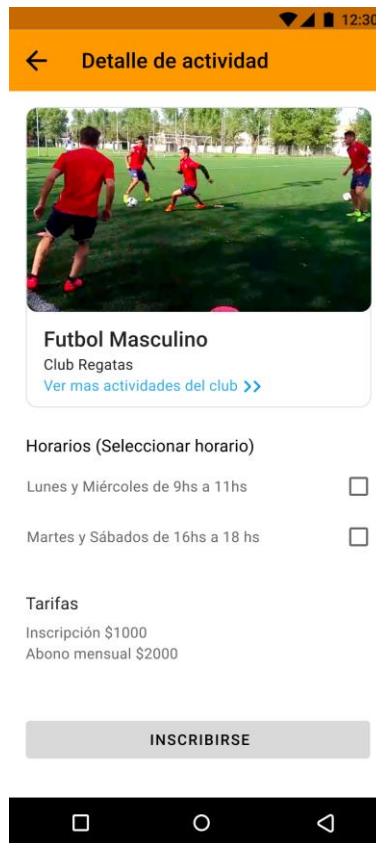 12:30
Detalle de actividad
Futbol Masculino
Club Regatas
Ver mas actividades del club >>
Horarios (Seleccionar horario)
Lunes y Miércoles de 9hs a 11hs
Martes y Sábados de 16hs a 18 hs
Tarifas
Inscripción $1000
Abono mensual $2000
INSCRIBIRSE